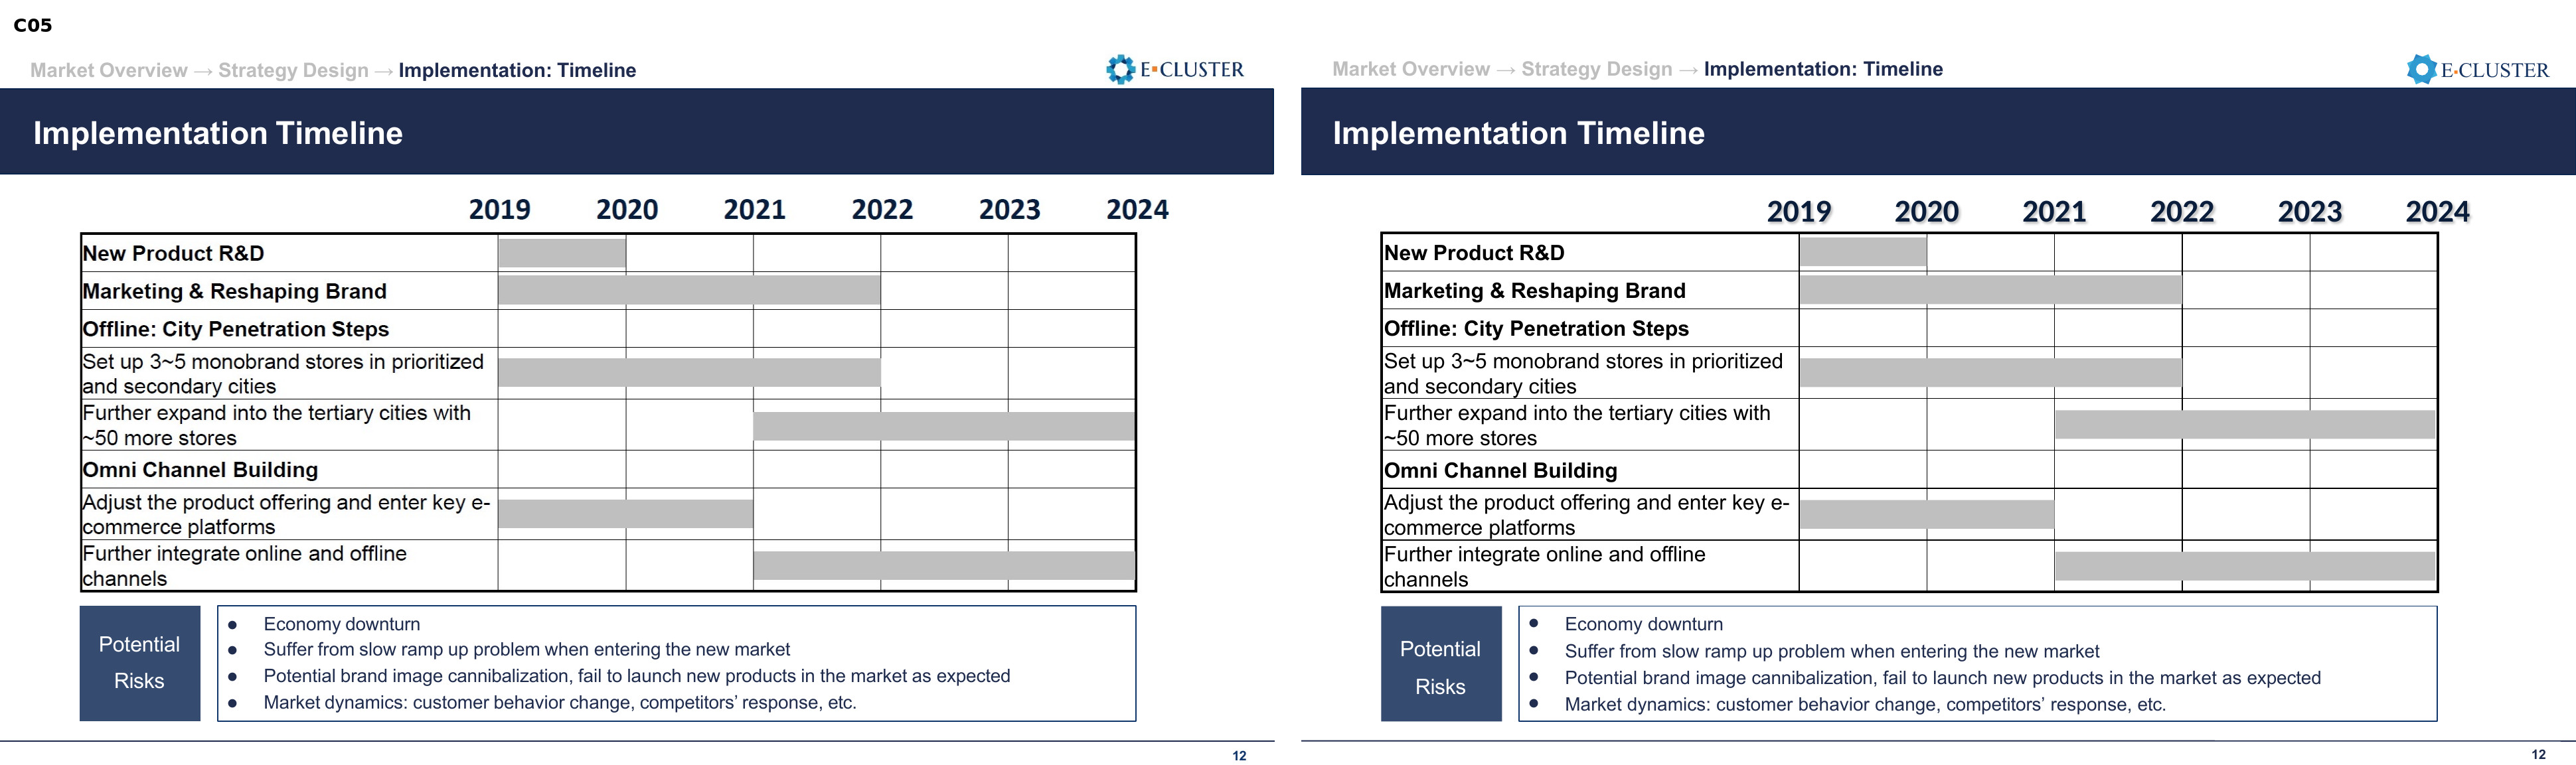 C05
Market Overview → Strategy Design → Implementation: Timeline
E-CLUSTER
Implementation Timeline
2019 2020 2021 2022 2023 2024
New Product R&D
Marketing & Reshaping Brand
Offline: City Penetration Steps
Set up 3~5 monobrand stores in prioritized
and secondary cities
Further expand into the tertiary cities with
~50 more stores
Omni Channel Building
Adjust the product offering and enter key e-
commerce platforms
Further integrate online and offline
channels
Potential
Risks
● Economy downturn
● Suffer from slow ramp up problem when entering the new market
● Potential brand image cannibalization, fail to launch new products in the market as expected
● Market dynamics: customer behavior change, competitors’ response, etc.
12
Market Overview → Strategy Design → Implementation: Timeline
E-CLUSTER
Implementation Timeline
2019 2020 2021 2022 2023 2024
New Product R&D
Marketing & Reshaping Brand
Offline: City Penetration Steps
Set up 3~5 monobrand stores in prioritized
and secondary cities
Further expand into the tertiary cities with
~50 more stores
Omni Channel Building
Adjust the product offering and enter key e-
commerce platforms
Further integrate online and offline
channels
Potential
Risks
● Economy downturn
● Suffer from slow ramp up problem when entering the new market
● Potential brand image cannibalization, fail to launch new products in the market as expected
● Market dynamics: customer behavior change, competitors’ response, etc.
12